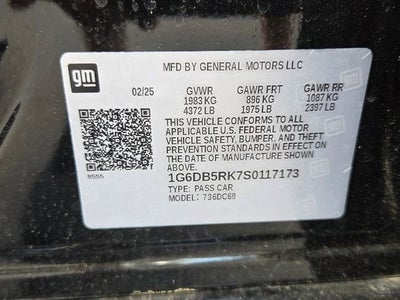 gm
MFD BY GENERAL MOTORS LLC
02/25 GVWR GAWR FRT GAWR RR
1983 KG 896 KG 1087 KG
4372 LB 1975 LB 2397 LB
THIS VEHICLE CONFORMS TO ALL
APPLICABLE U.S. FEDERAL MOTOR
VEHICLE SAFETY, BUMPER, AND THEFT
PREVENTION STANDARDS IN EFFECT ON THE
DATE OF MANUFACTURE SHOWN
ABOVE.
8555
1G6DB5RK7S0117173
TYPE: PASS CAR
MODEL: 736DC69